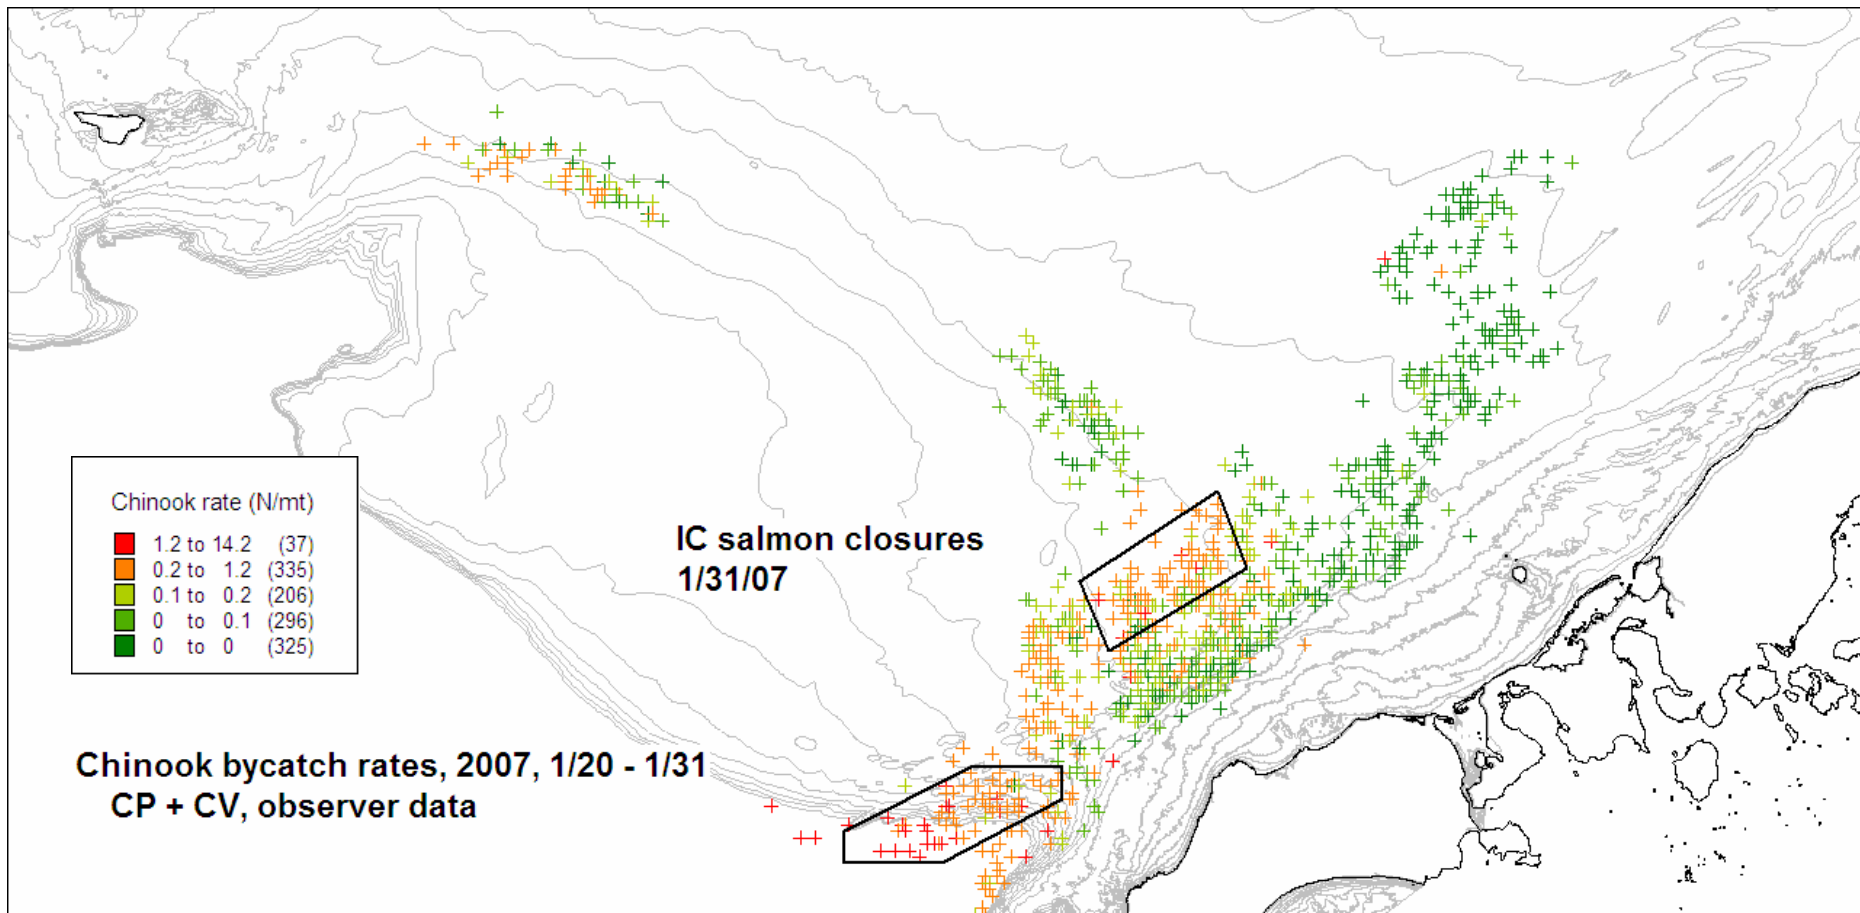 IC salmon closures
1/31/07
Chinook rate (N/mt)
1.2 to 14.2 (37)
0.2 to 1.2 (335)
0.1 to 0.2 (206)
0 to 0.1 (296)
0 to 0 (325)
Chinook bycatch rates, 2007, 1/20 - 1/31
CP + CV, observer data